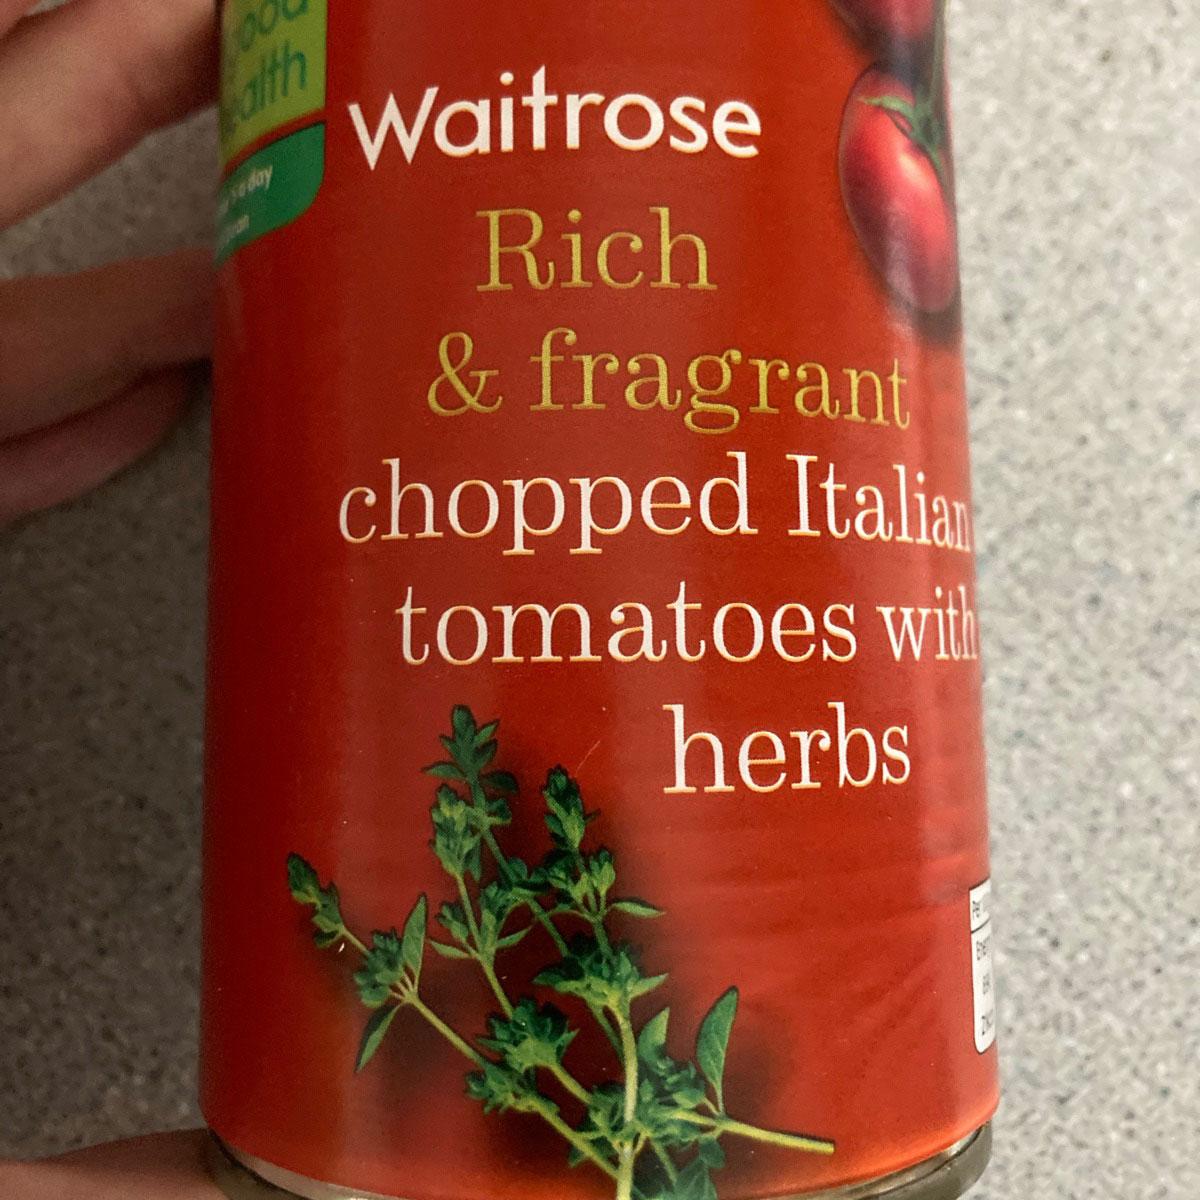 Waitrose
Rich
& fragrant
chopped Italian
tomatoes with
herbs